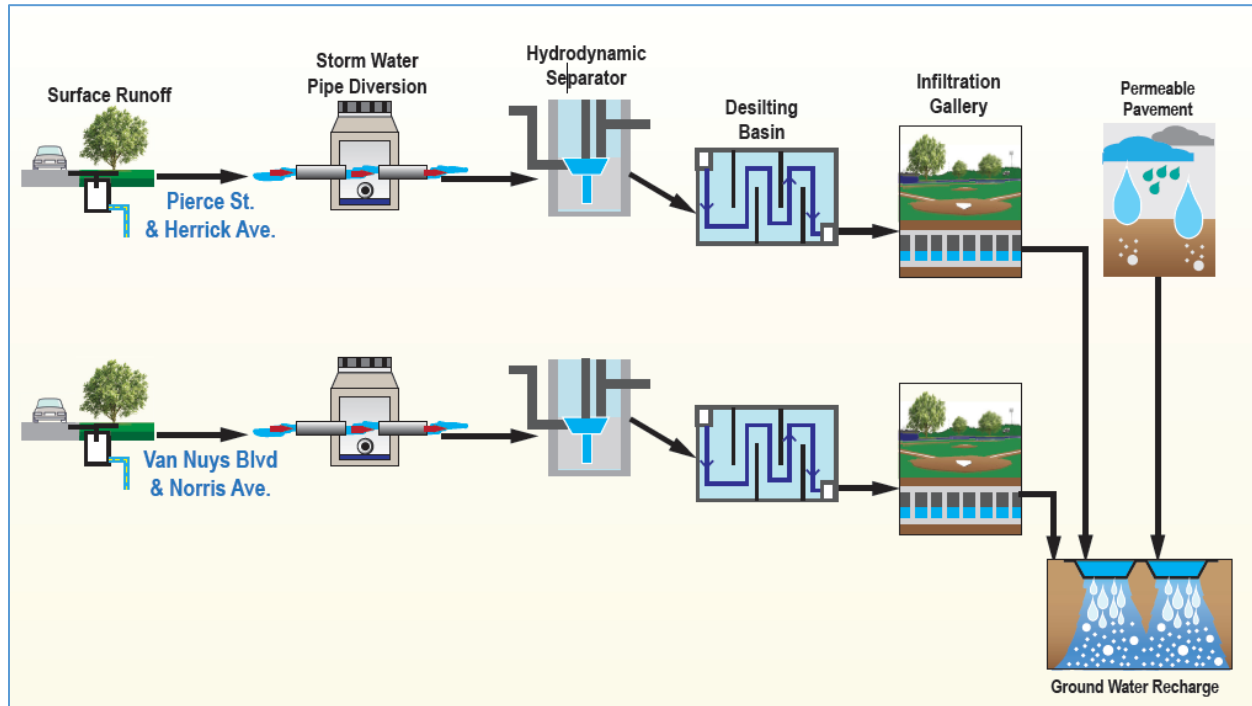 Surface Runoff
Storm Water
Pipe Diversion
Hydrodynamic
Separator
Desilting
Basin
Infiltration
Gallery
Permeable
Pavement
Pierce St.
& Herrick Ave.
Van Nuys Blvd
& Norris Ave.
Ground Water Recharge